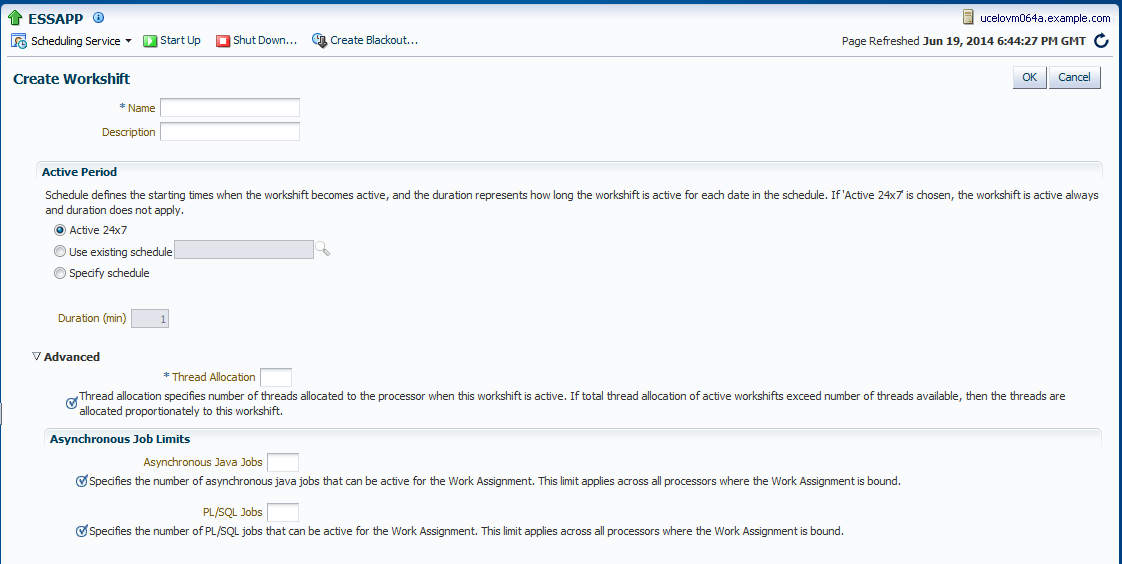 ESSAPP
ucelovm064a.example.com
Scheduling Service Start Up Shut Down... Create Blackout...
Page Refreshed Jun 19, 2014 6:44:27 PM GMT
Create Workshift
OK Cancel
* Name
Description
Active Period
Schedule defines the starting times when the workshift becomes active, and the duration represents how long the workshift is active for each date in the schedule. If 'Active 24x7' is chosen, the workshift is active always
and duration does not apply.
Active 24x7
Use existing schedule
Specify schedule
Duration (min) 1
Advanced
* Thread Allocation
Thread allocation specifies number of threads allocated to the processor when this workshift is active. If total thread allocation of active workshifts exceed number of threads available, then the threads are
allocated proportionately to this workshift.
Asynchronous Job Limits
Asynchronous Java Jobs
Specifies the number of asynchronous java jobs that can be active for the Work Assignment. This limit applies across all processors where the Work Assignment is bound.
PL/SQL Jobs
Specifies the number of PL/SQL jobs that can be active for the Work Assignment. This limit applies across all processors where the Work Assignment is bound.